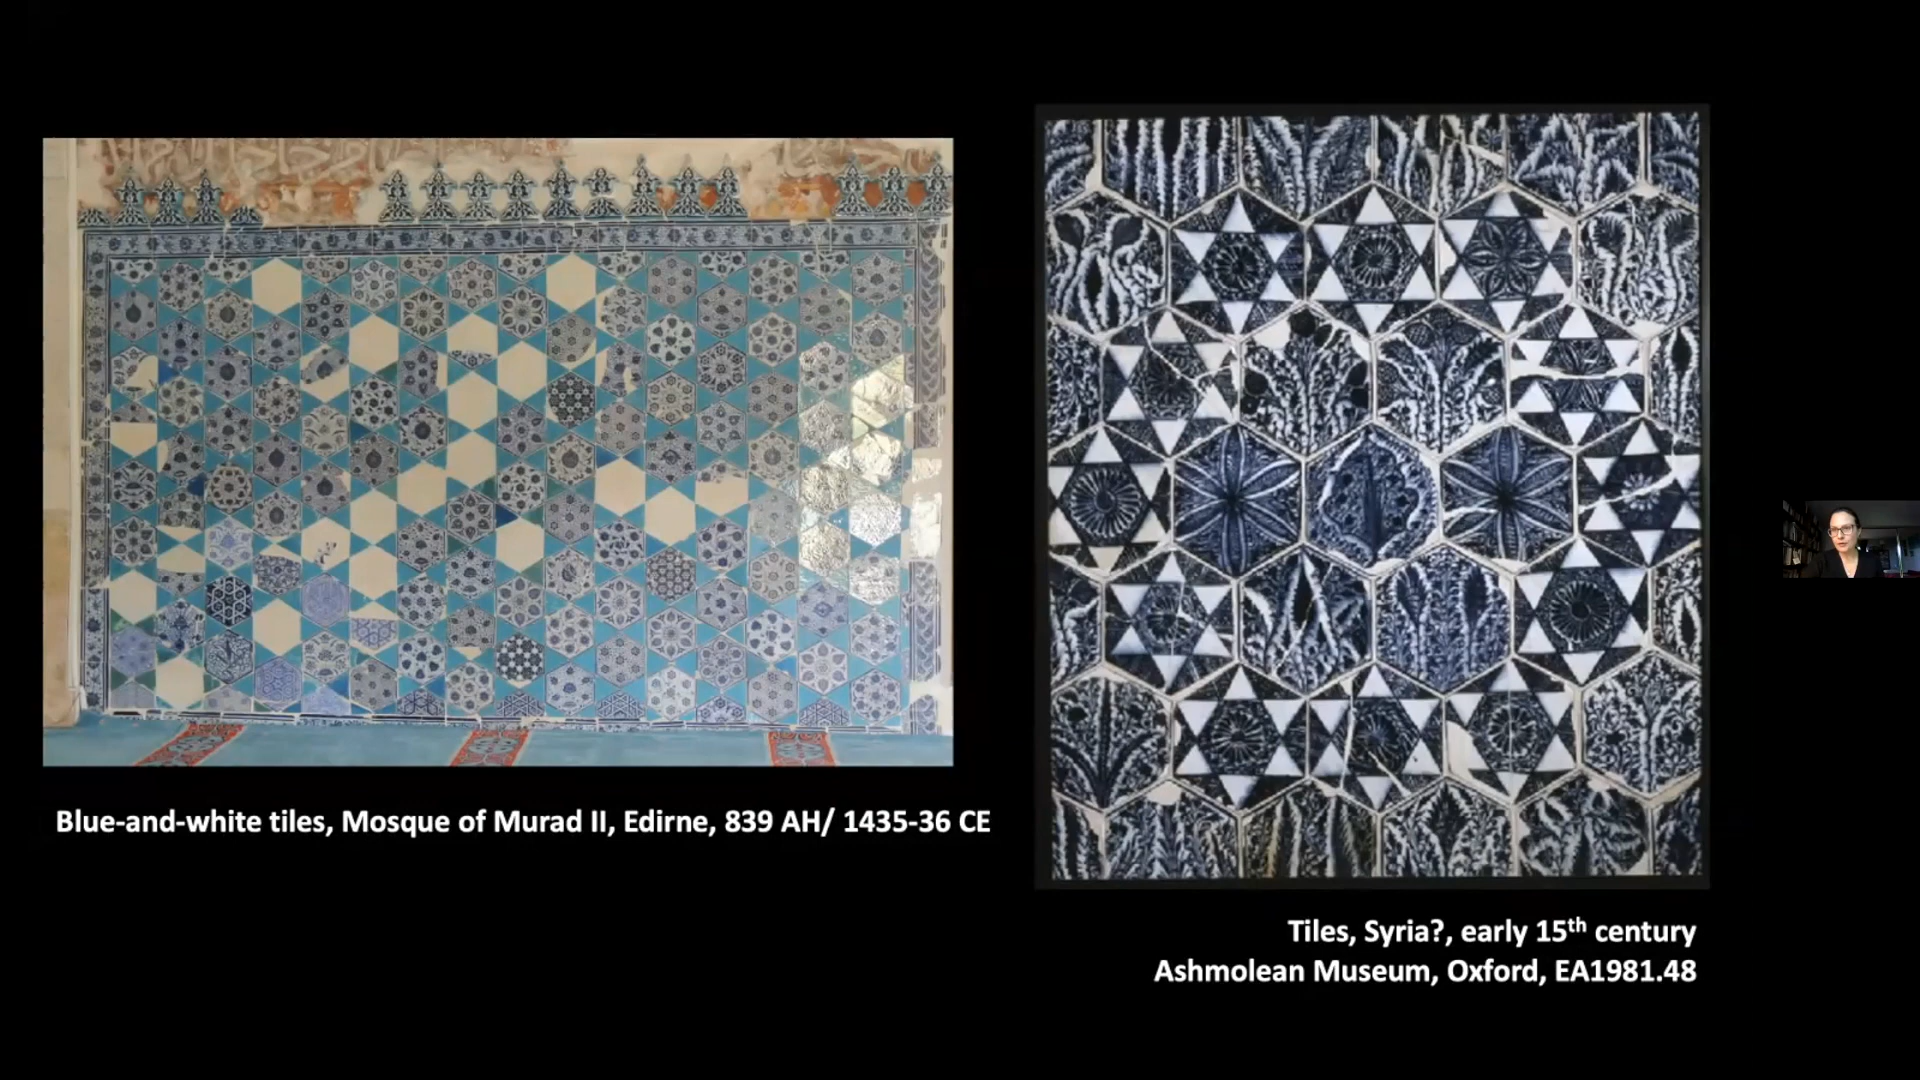 Blue-and-white tiles, Mosque of Murad II, Edirne, 839 AH/ 1435-36 CE
Tiles, Syria?, early 15th century
Ashmolean Museum, Oxford, EA1981.48